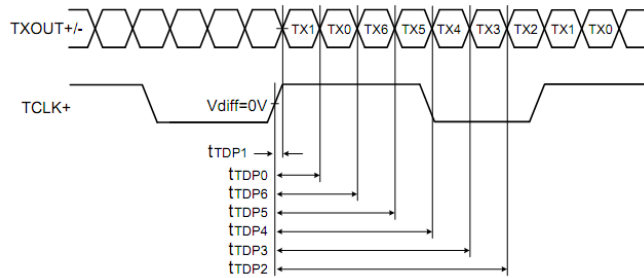 TXOUT+/- TX1 TX0 TX6 TX5 TX4 TX3 TX2 TX1 TX0
TCLK+ Vdiff=0V
tTDP1
tTDP0
tTDP6
tTDP5
tTDP4
tTDP3
tTDP2